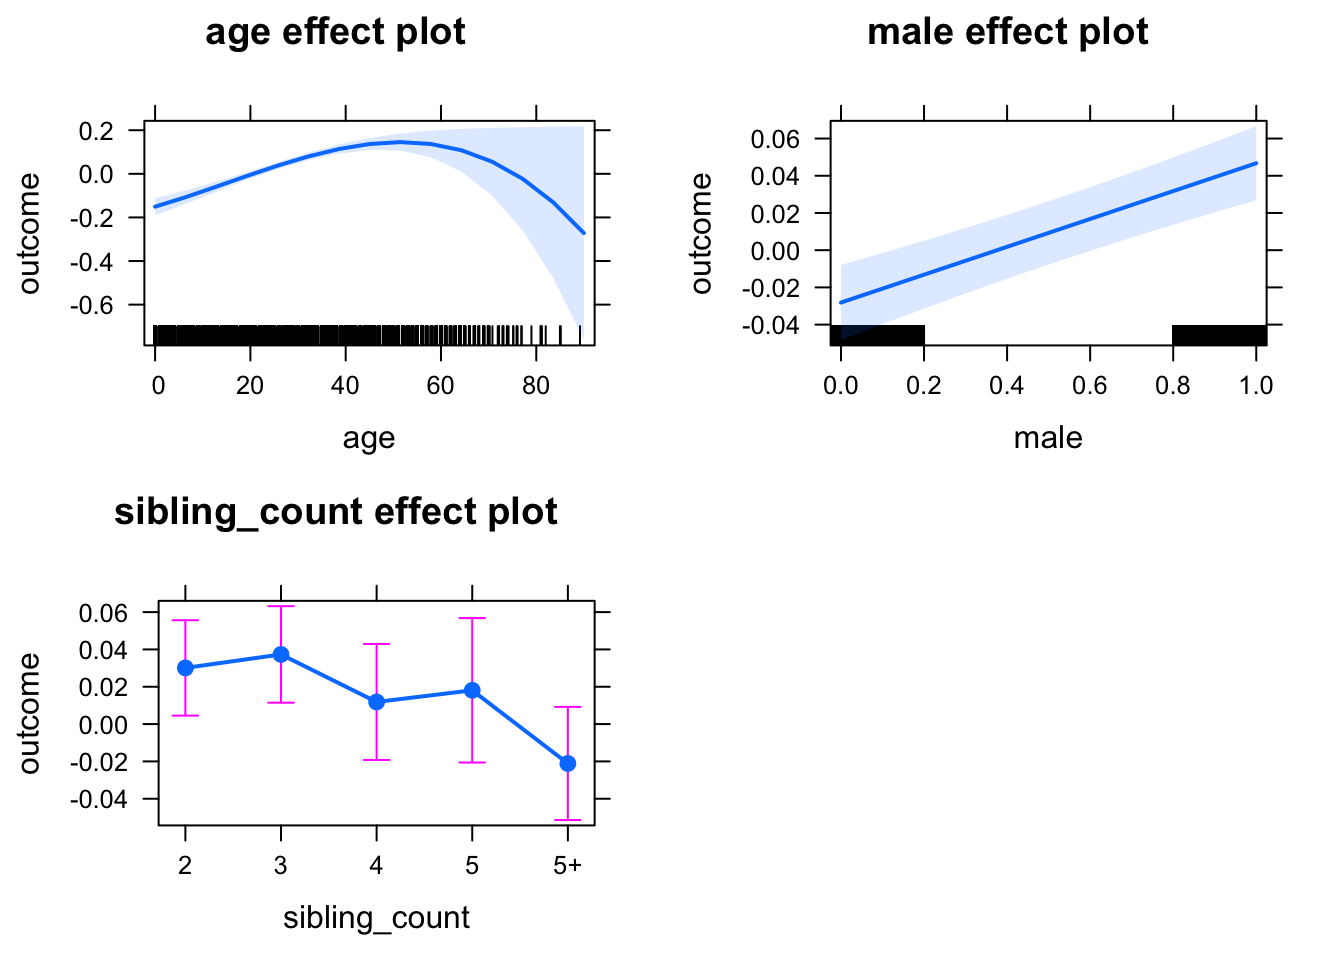 age effect plot
outcome
0.2
0.0
-0.2
-0.4
-0.6
0 20 40 60 80
age
male effect plot
outcome
0.06
0.04
0.02
0.00
-0.02
-0.04
0.0 0.2 0.4 0.6 0.8 1.0
male
sibling_count effect plot
outcome
0.06
0.04
0.02
0.00
-0.02
-0.04
2 3 4 5 5+
sibling_count